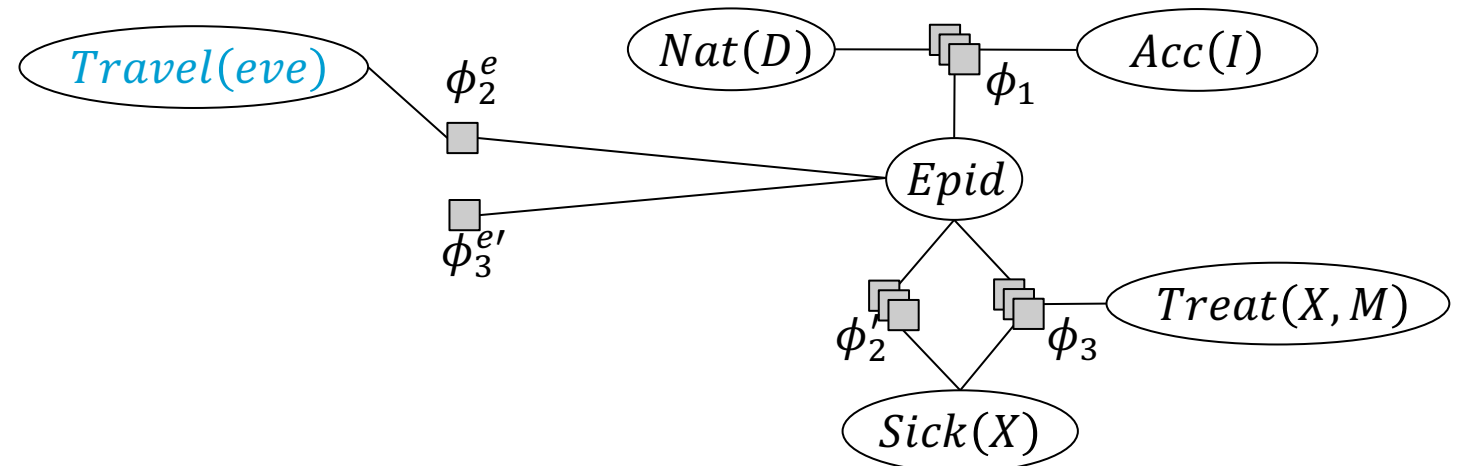 Travel(eve)
ϕ₂ᵉ
ϕ₃ᵉ′
Nat(D)
ϕ₁
Acc(I)
Epid
ϕ₂′
ϕ₃
Treat(X, M)
Sick(X)